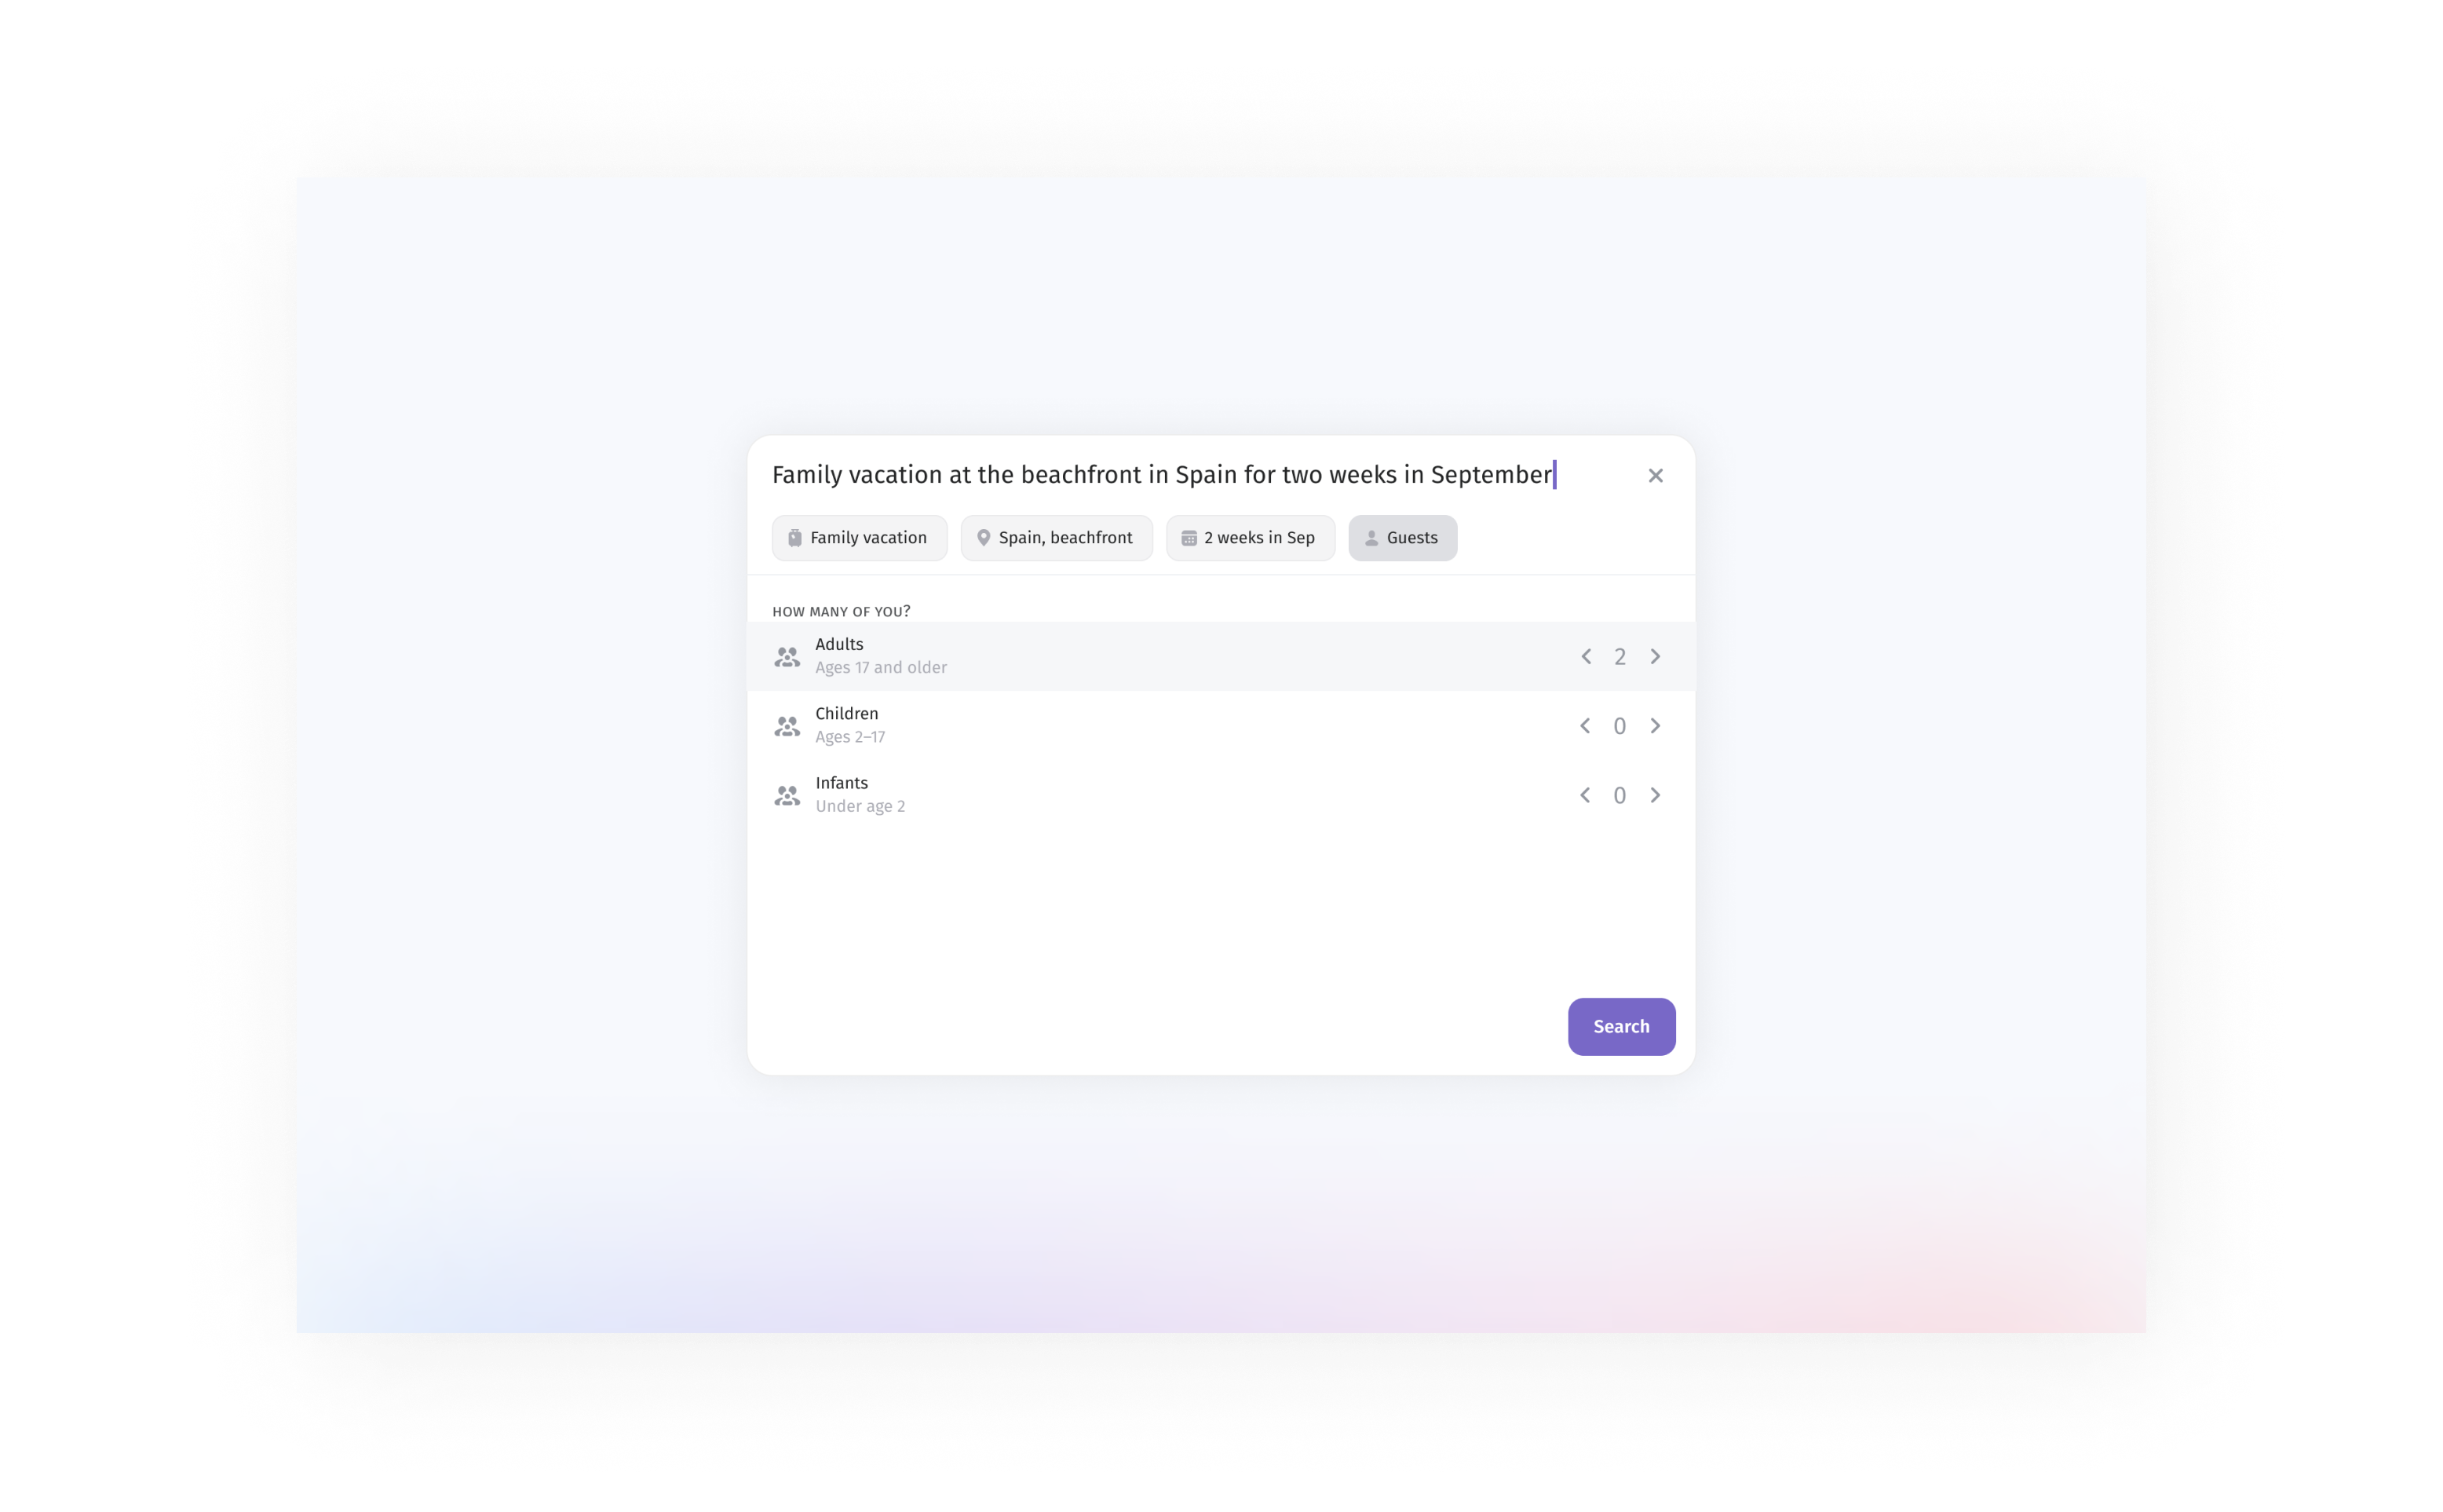 Family vacation at the beachfront in Spain for two weeks in September
Family vacation
Spain, beachfront
2 weeks in Sep
Guests
HOW MANY OF YOU?
Adults
Ages 17 and older
2
Children
Ages 2–17
0
Infants
Under age 2
0
Search